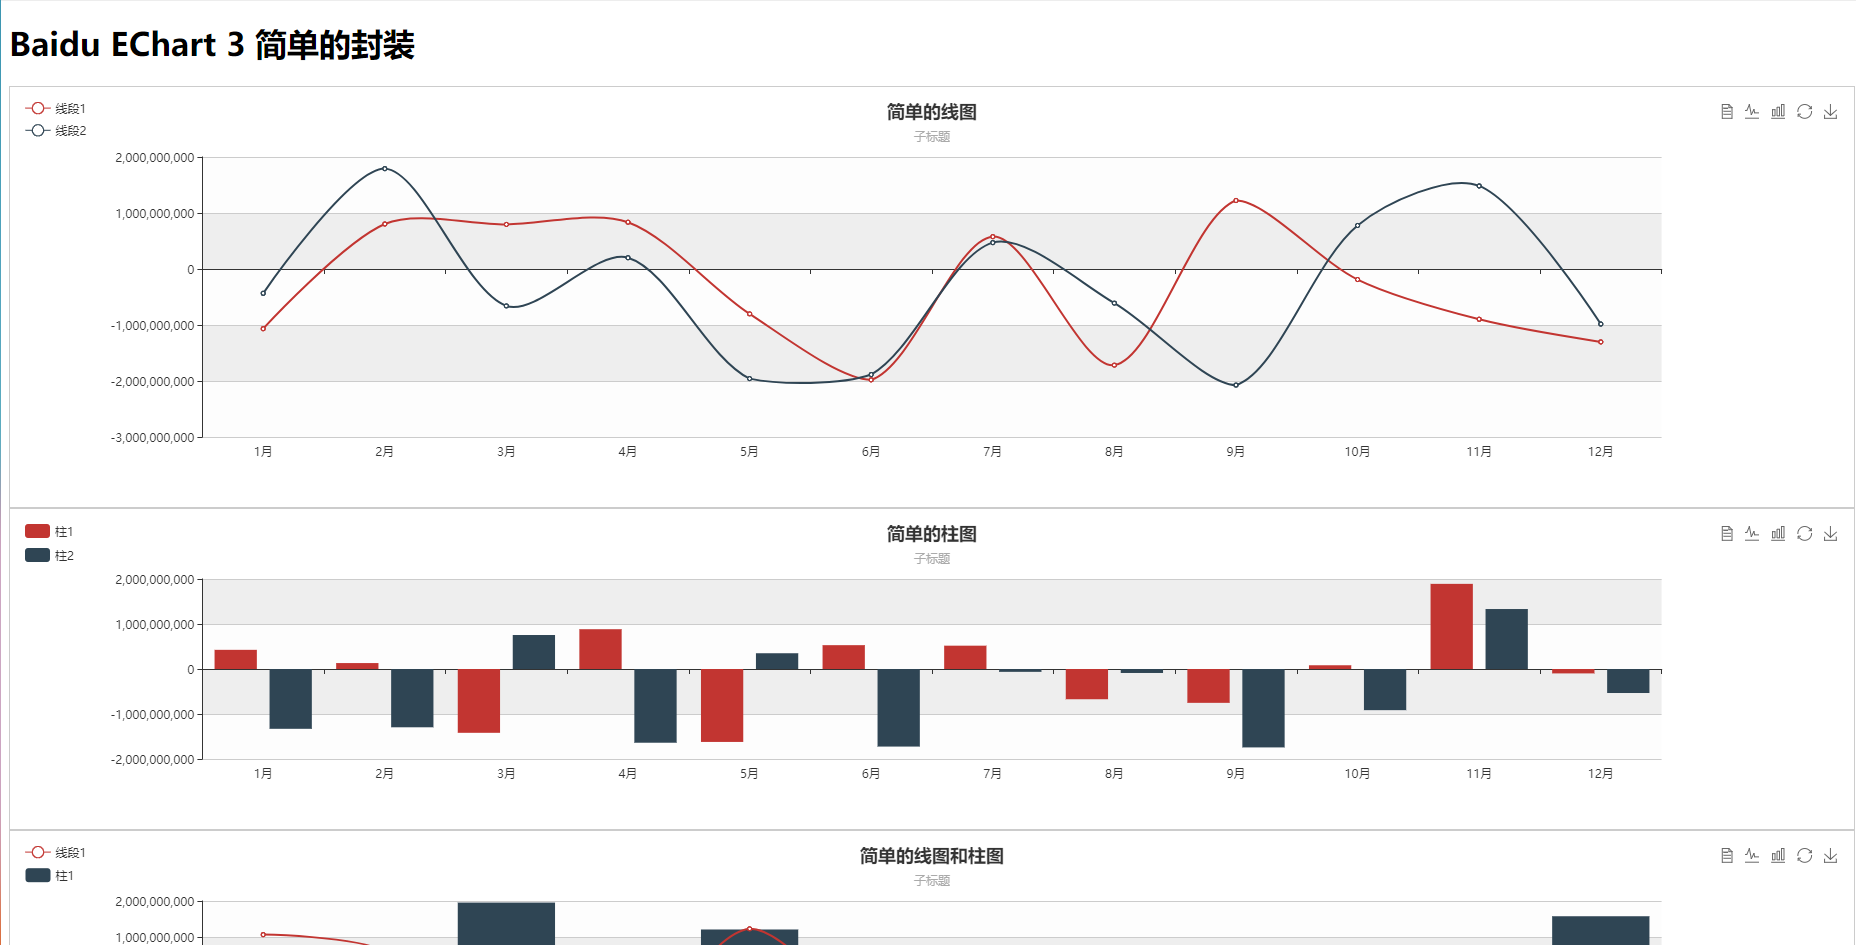 Baidu EChart 3 简单的封装
线段1
线段2
简单的线图
子标题
2,000,000,000
1,000,000,000
0
-1,000,000,000
-2,000,000,000
-3,000,000,000
1月 2月 3月 4月 5月 6月 7月 8月 9月 10月 11月 12月
柱1
柱2
简单的柱图
子标题
2,000,000,000
1,000,000,000
0
-1,000,000,000
-2,000,000,000
1月 2月 3月 4月 5月 6月 7月 8月 9月 10月 11月 12月
线段1
柱1
简单的线图和柱图
子标题
2,000,000,000
1,000,000,000